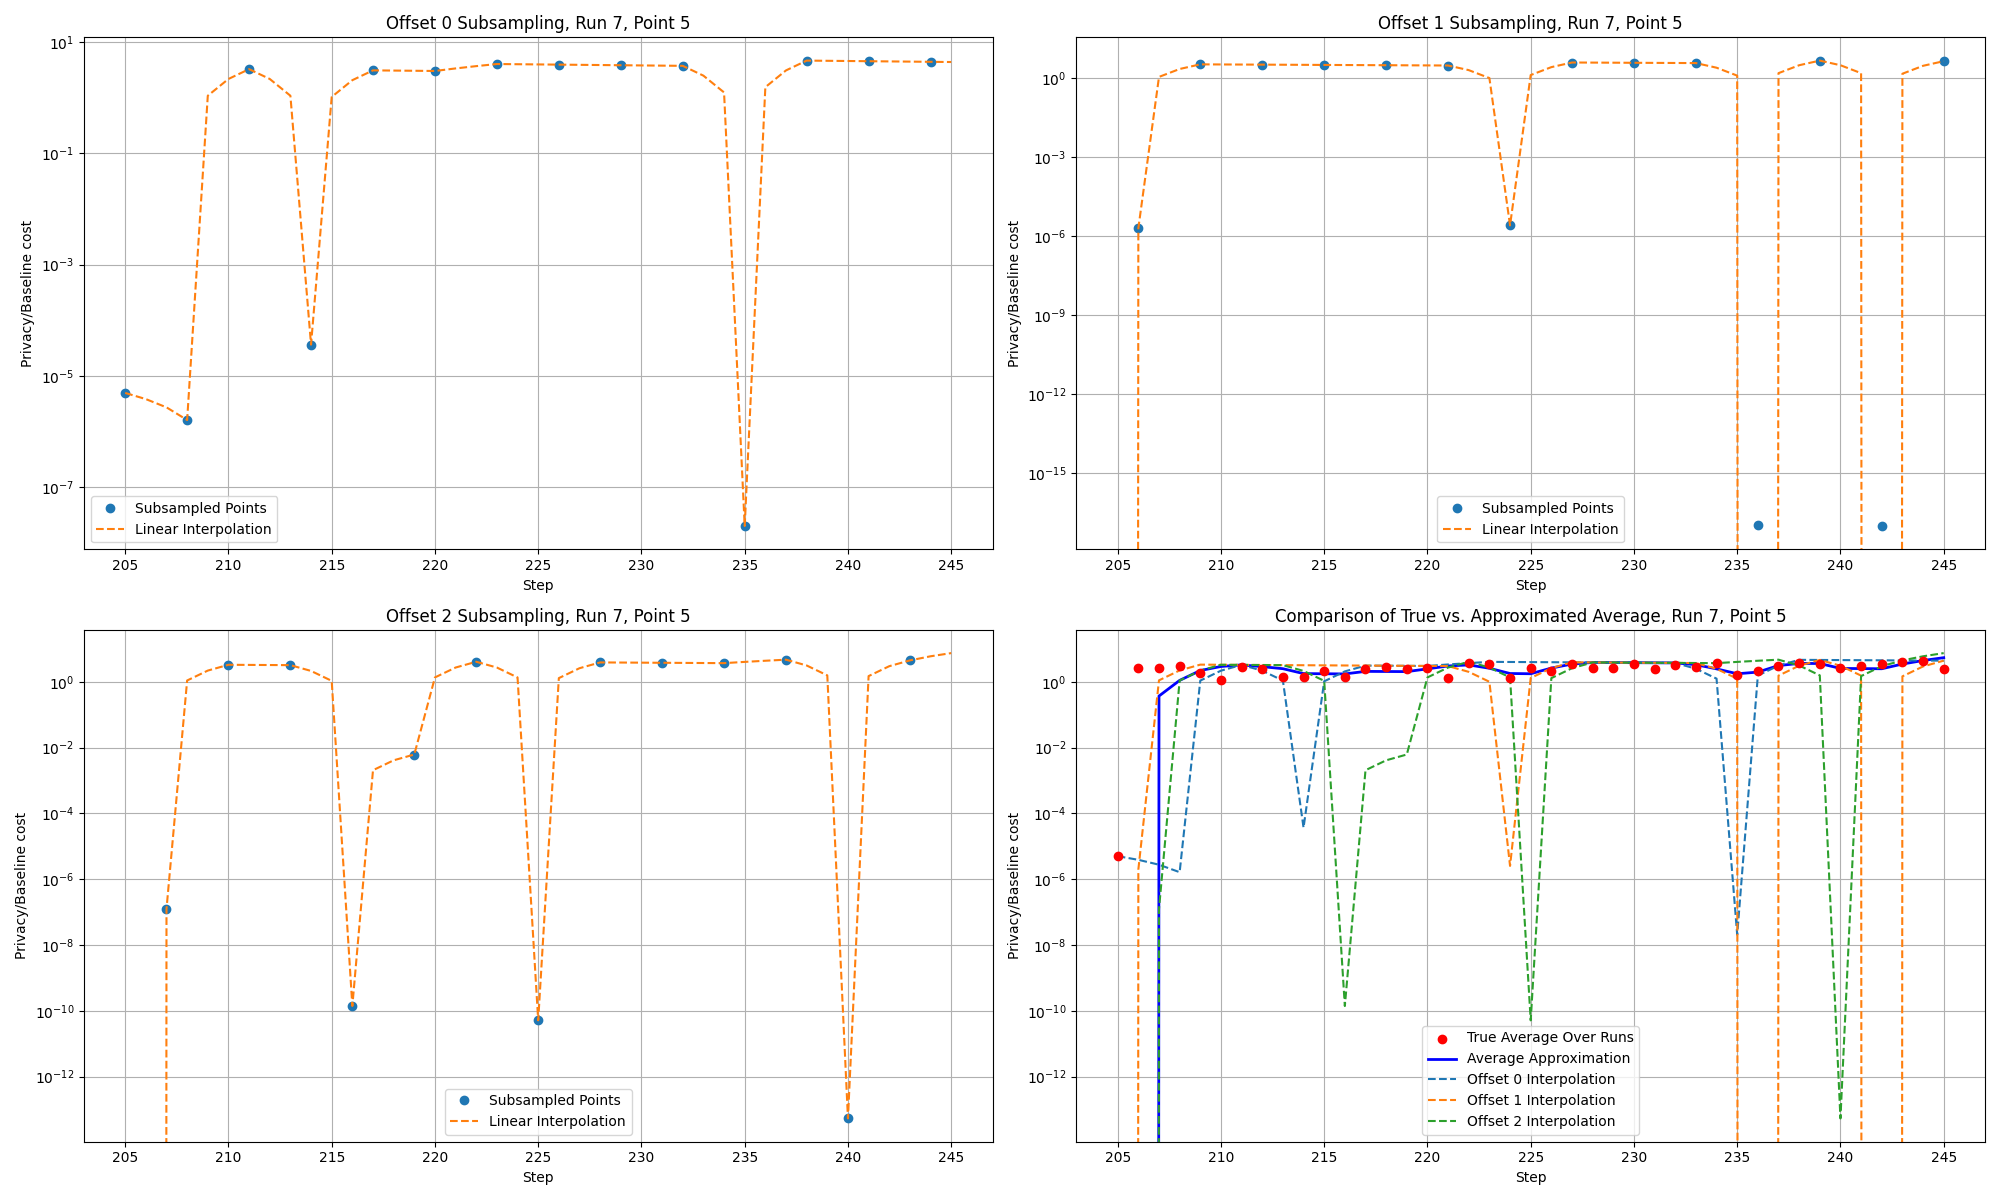 Offset 0 Subsampling, Run 7, Point 5
Privacy/Baseline cost
10^1
10^-1
10^-3
10^-5
10^-7
Subsampled Points
Linear Interpolation
205 210 215 220 225 230 235 240 245
Step
Offset 1 Subsampling, Run 7, Point 5
Privacy/Baseline cost
10^0
10^-3
10^-6
10^-9
10^-12
10^-15
Subsampled Points
Linear Interpolation
205 210 215 220 225 230 235 240 245
Step
Offset 2 Subsampling, Run 7, Point 5
Privacy/Baseline cost
10^0
10^-2
10^-4
10^-6
10^-8
10^-10
10^-12
Subsampled Points
Linear Interpolation
205 210 215 220 225 230 235 240 245
Step
Comparison of True vs. Approximated Average, Run 7, Point 5
Privacy/Baseline cost
10^0
10^-2
10^-4
10^-6
10^-8
10^-10
10^-12
True Average Over Runs
Average Approximation
Offset 0 Interpolation
Offset 1 Interpolation
Offset 2 Interpolation
205 210 215 220 225 230 235 240 245
Step